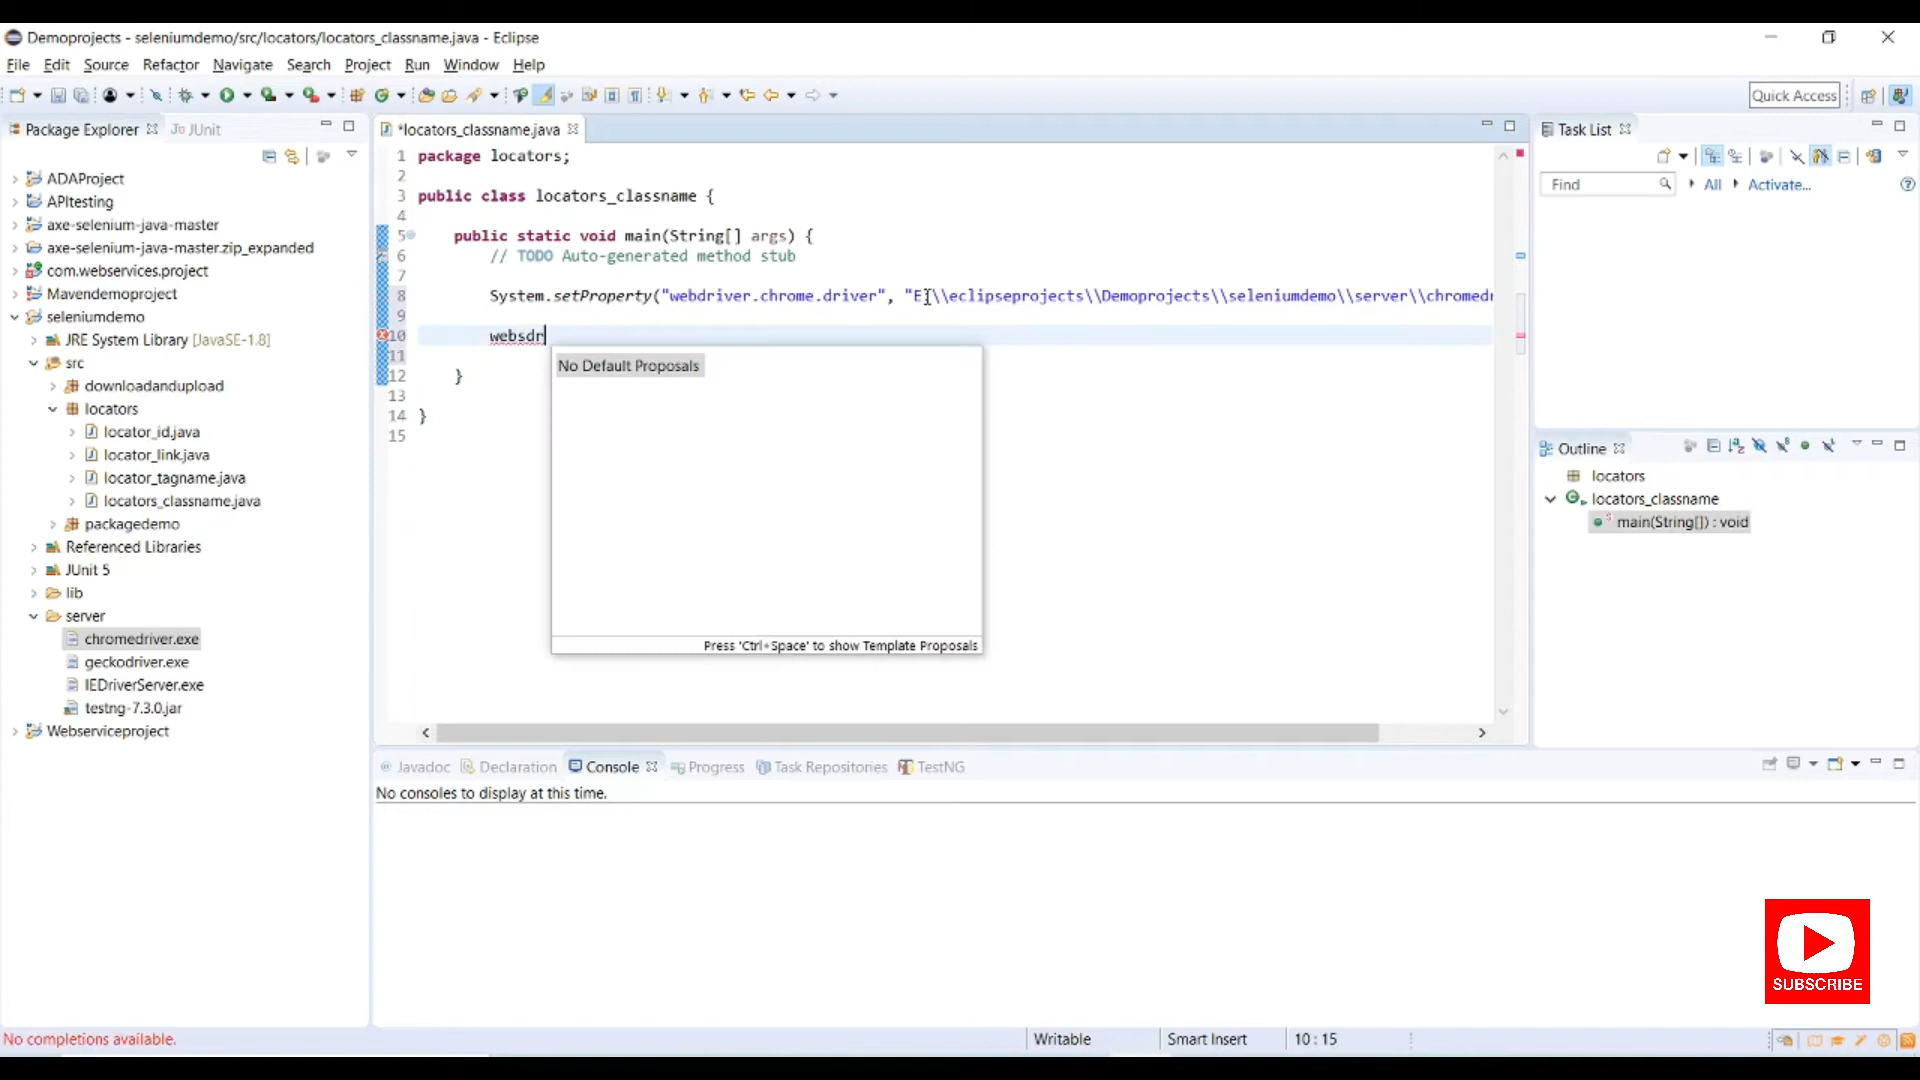 Demoprojects - seleniumdemo/src/locators/locators_classname.java - Eclipse
File Edit Source Refactor Navigate Search Project Run Window Help
Quick Access
Package Explorer JUnit
ADAProject
APItesting
axe-selenium-java-master
axe-selenium-java-master.zip_expanded
com.webservices.project
Mavendemoproject
seleniumdemo
JRE System Library [JavaSE-1.8]
src
downloadandupload
locators
locator_id.java
locator_link.java
locator_tagname.java
locators_classname.java
packagedemo
Referenced Libraries
JUnit 5
lib
server
chromedriver.exe
geckodriver.exe
IEDriverServer.exe
testng-7.3.0.jar
Webserviceproject
*locators_classname.java
1 package locators;
2
3 public class locators_classname {
4
5 public static void main(String[] args) {
6 // TODO Auto-generated method stub
7
8 System.setProperty("webdriver.chrome.driver", "E:\\eclipseprojects\\Demoprojects\\seleniumdemo\\server\\chromedr
9
10 websdr
11
12 }
13
14 }
15
No Default Proposals
Press 'Ctrl+Space' to show Template Proposals
Task List
Find All Activate...
Outline
locators
locators_classname
main(String[]) : void
Javadoc Declaration Console Progress Task Repositories TestNG
No consoles to display at this time.
SUBSCRIBE
No completions available. Writable Smart Insert 10 : 15